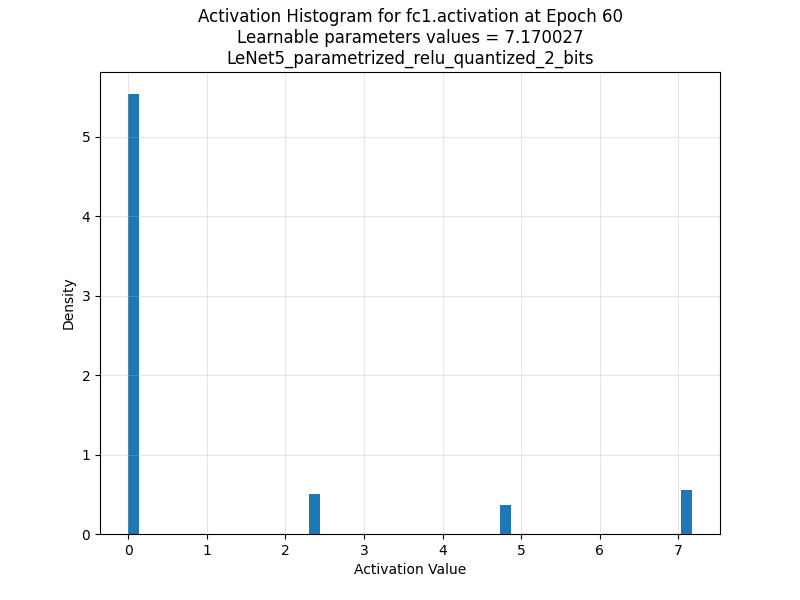 Activation Histogram for fc1.activation at Epoch 60
Learnable parameters values = 7.170027
LeNet5_parametrized_relu_quantized_2_bits
5
4
3
2
1
0
Density
0 1 2 3 4 5 6 7
Activation Value